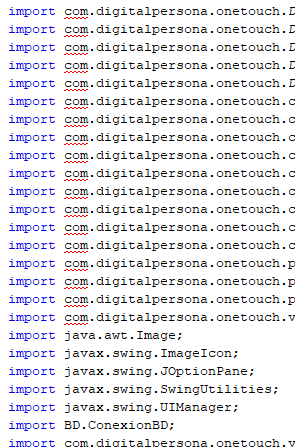 import com.digitalpersona.onetouch.D
import com.digitalpersona.onetouch.D
import com.digitalpersona.onetouch.D
import com.digitalpersona.onetouch.D
import com.digitalpersona.onetouch.D
import com.digitalpersona.onetouch.c
import com.digitalpersona.onetouch.c
import com.digitalpersona.onetouch.c
import com.digitalpersona.onetouch.c
import com.digitalpersona.onetouch.c
import com.digitalpersona.onetouch.c
import com.digitalpersona.onetouch.c
import com.digitalpersona.onetouch.c
import com.digitalpersona.onetouch.c
import com.digitalpersona.onetouch.p
import com.digitalpersona.onetouch.p
import com.digitalpersona.onetouch.p
import com.digitalpersona.onetouch.v
import java.awt.Image;
import javax.swing.ImageIcon;
import javax.swing.JOptionPane;
import javax.swing.SwingUtilities;
import javax.swing.UIManager;
import BD.ConexionBD;
import com.digitalpersona.onetouch.v